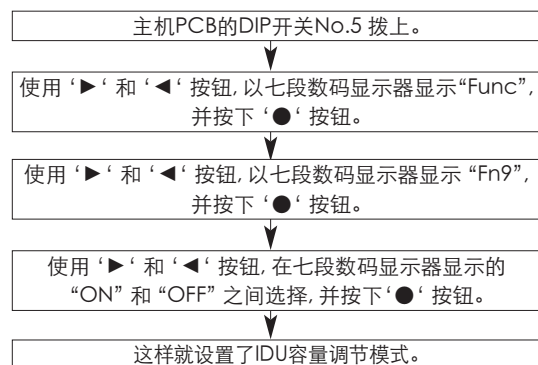 主机PCB的DIP开关No.5 拨上。
使用 ‘►‘ 和 ‘◄‘ 按钮, 以七段数码显示器显示“Func”,
并按下 ‘●‘ 按钮。
使用 ‘►‘ 和 ‘◄‘ 按钮, 以七段数码显示器显示 “Fn9”,
并按下 ‘●‘ 按钮。
使用 ‘►‘ 和 ‘◄‘ 按钮, 在七段数码显示器显示的
“ON” 和 “OFF” 之间选择, 并按下‘●‘ 按钮。
这样就设置了IDU容量调节模式。